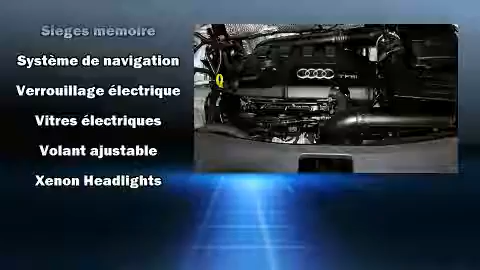 Sieges mémoire
Système de navigation
Verrouillage électrique
Vitres électriques
Volant ajustable
Xenon Headlights
TFSI